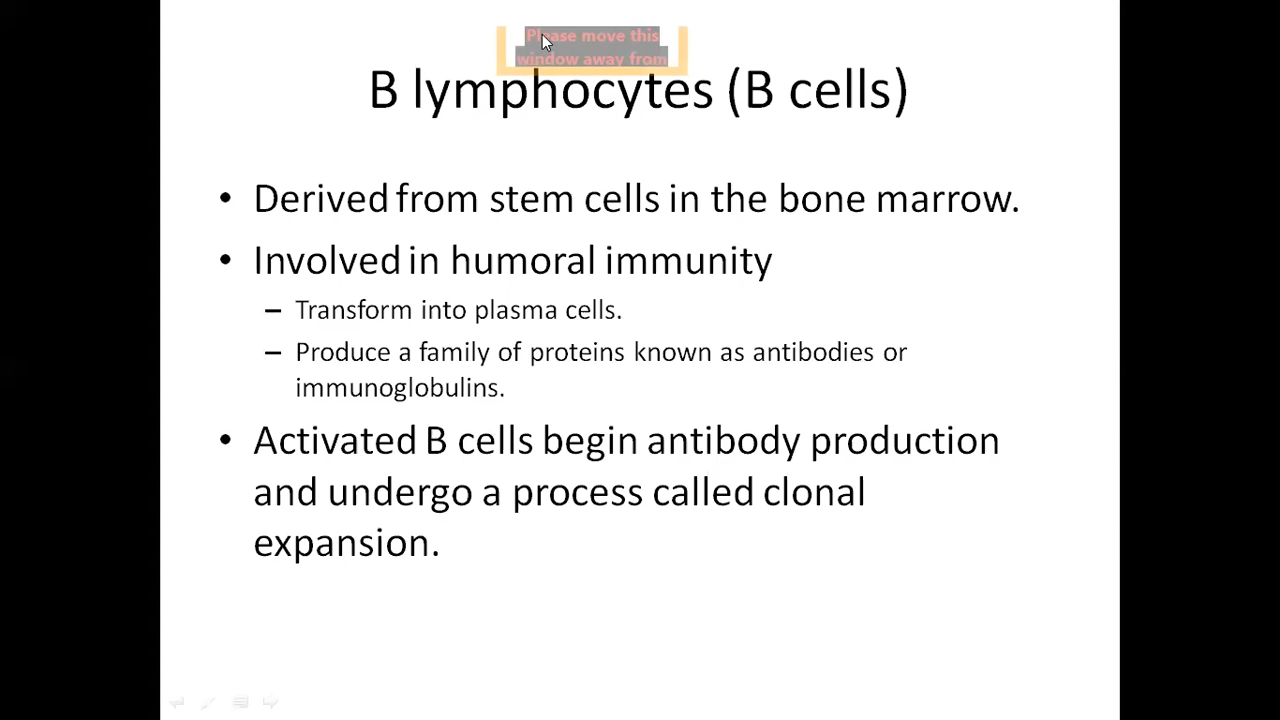 Please move this
window away from
B lymphocytes (B cells)
• Derived from stem cells in the bone marrow.
• Involved in humoral immunity
– Transform into plasma cells.
– Produce a family of proteins known as antibodies or
immunoglobulins.
• Activated B cells begin antibody production
and undergo a process called clonal
expansion.